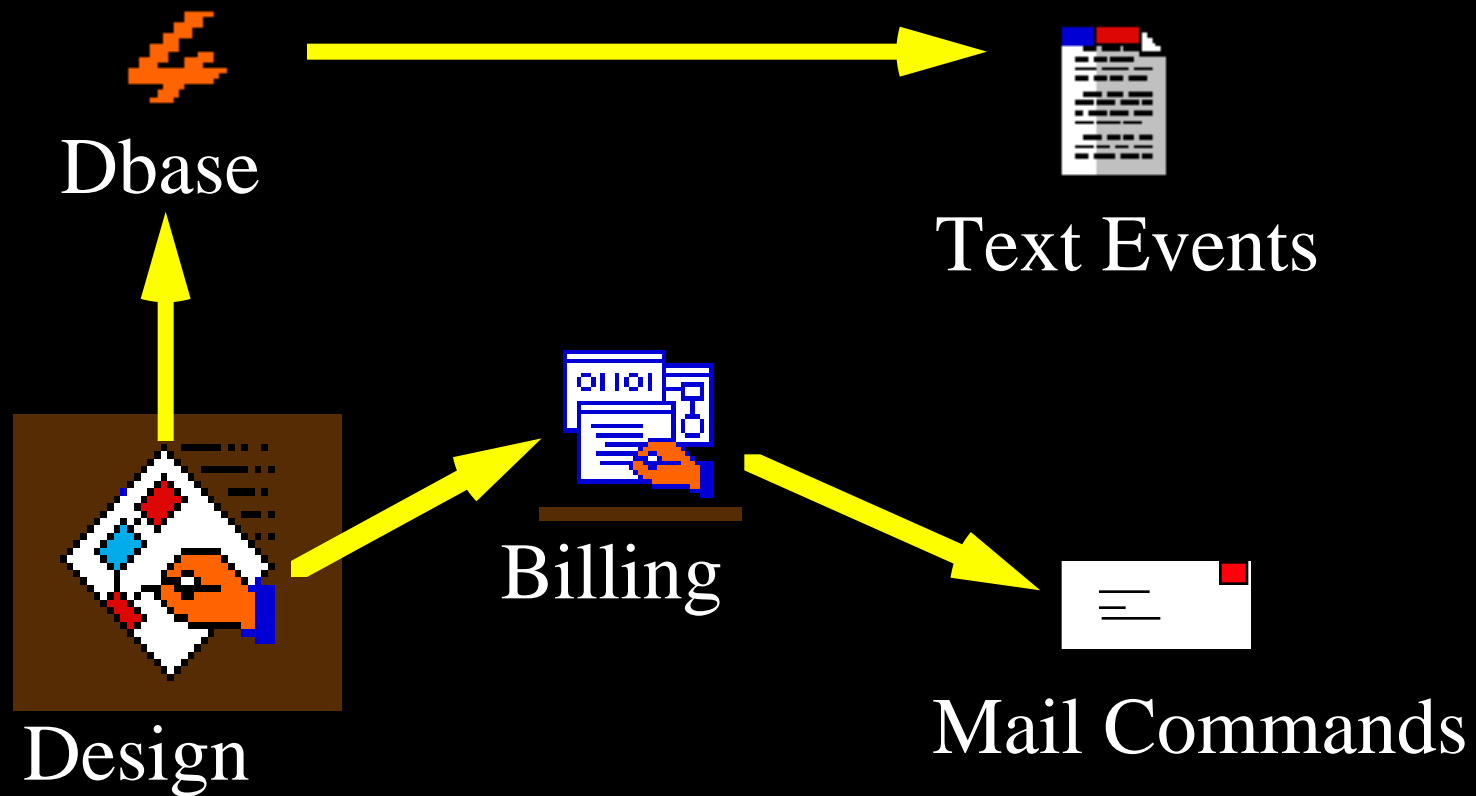 Dbase
Text Events
Billing
Mail Commands
Design